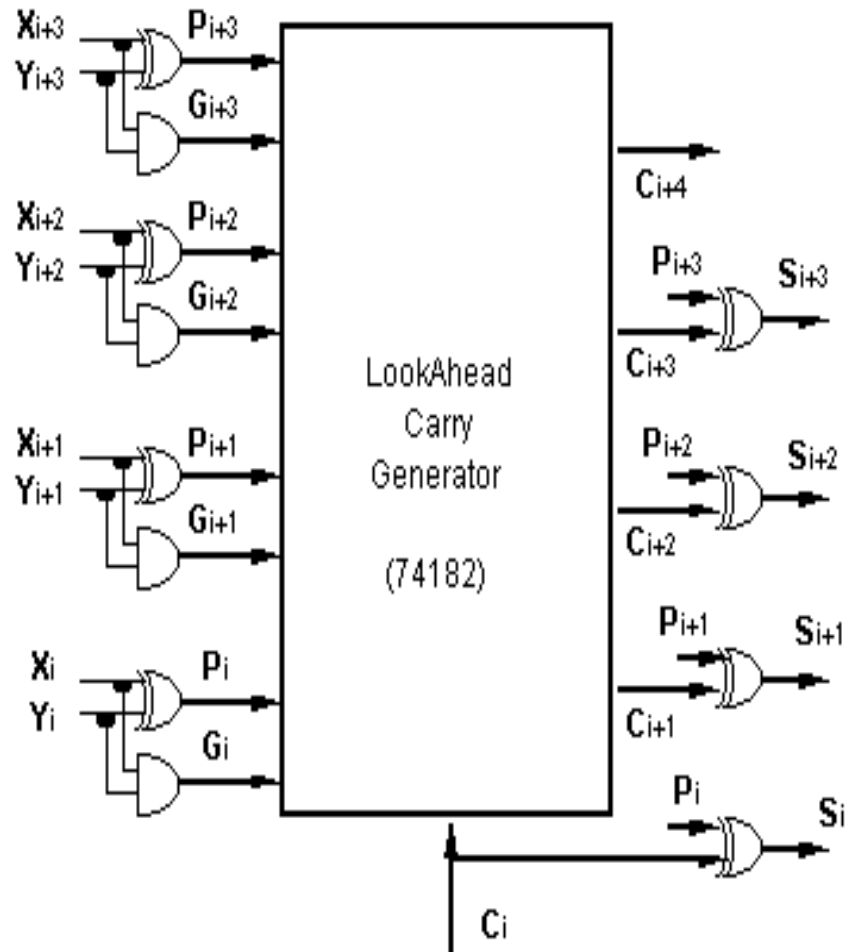 Xi+3
Yi+3
Pi+3
Gi+3
Xi+2
Yi+2
Pi+2
Gi+2
Xi+1
Yi+1
Pi+1
Gi+1
Xi
Yi
Pi
Gi
LookAhead
Carry
Generator
(74182)
Ci+4
Pi+3
Si+3
Ci+3
Pi+2
Si+2
Ci+2
Pi+1
Si+1
Ci+1
Pi
Si
Ci